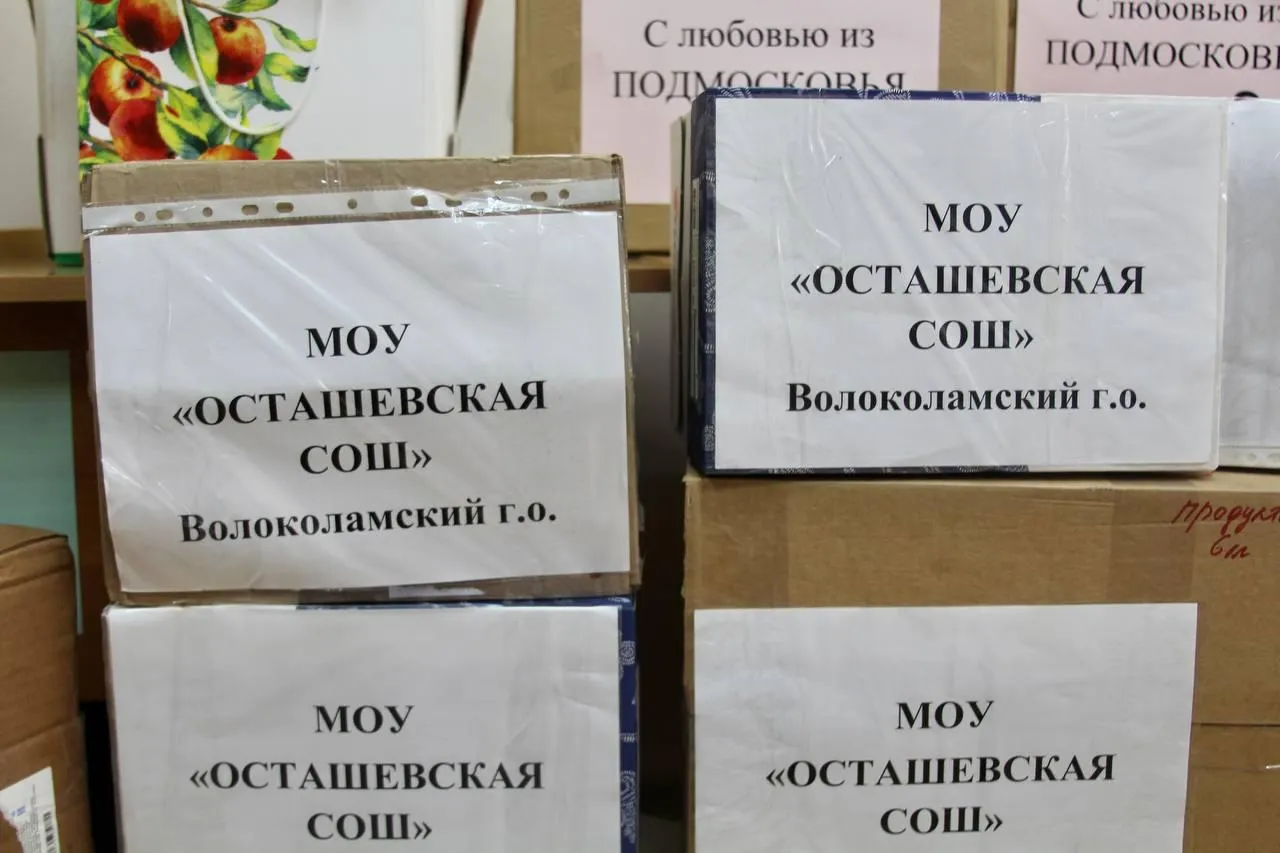 С любовью из
ПОДМОСКОВЬЯ
С любовью из
МОУ
«ОСТАШЕВСКАЯ
СОШ»
Волоколамский г.о.
МОУ
«ОСТАШЕВСКАЯ
СОШ»
Волоколамский г.о.
МОУ
«ОСТАШЕВСКАЯ
СОШ»
МОУ
«ОСТАШЕВСКАЯ
СОШ»